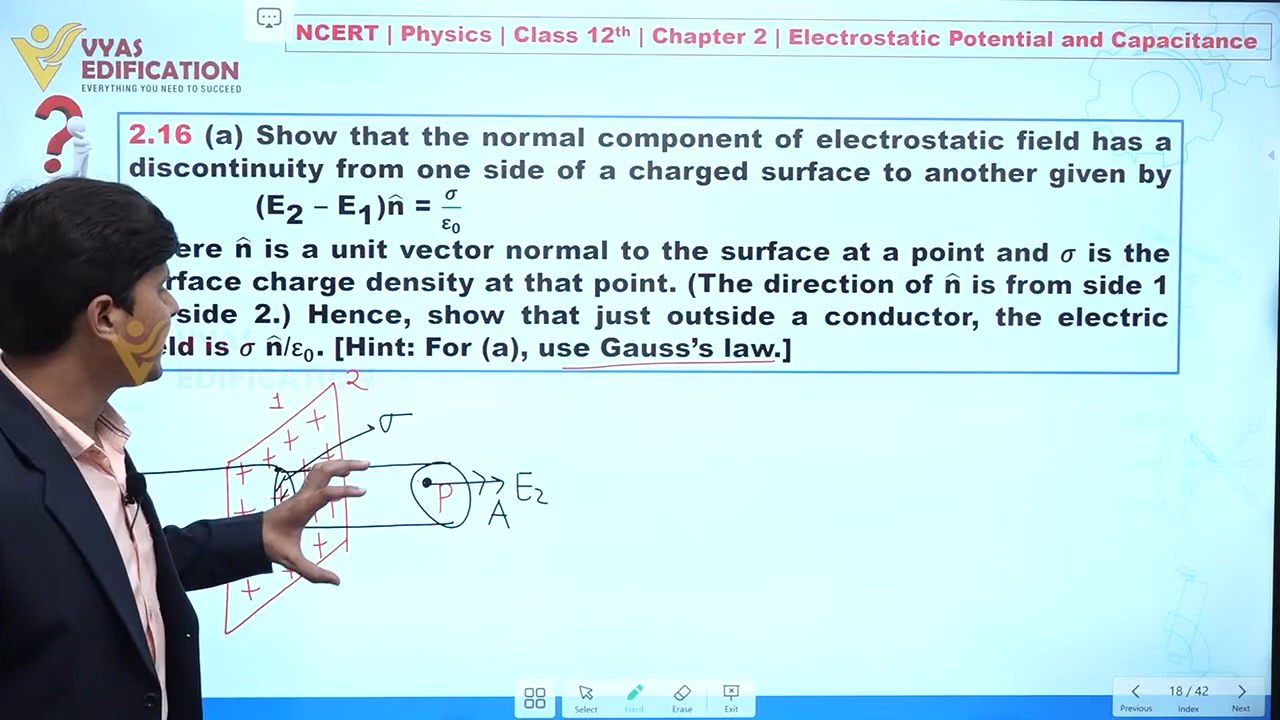 VYAS
EDIFICATION
EVERYTHING YOU NEED TO SUCCEED
NCERT | Physics | Class 12th | Chapter 2 | Electrostatic Potential and Capacitance
?
2.16 (a) Show that the normal component of electrostatic field has a
discontinuity from one side of a charged surface to another given by
(E₂ – E₁)n̂ = σ/ε₀
ere n̂ is a unit vector normal to the surface at a point and σ is the
rface charge density at that point. (The direction of n̂ is from side 1
side 2.) Hence, show that just outside a conductor, the electric
ld is σ n̂/ε₀. [Hint: For (a), use Gauss's law.]
VYAS
EDIFICATION
1 2
σ
P
E₂
A
Select Hard Erase Exit
18 / 42
Previous Index Next